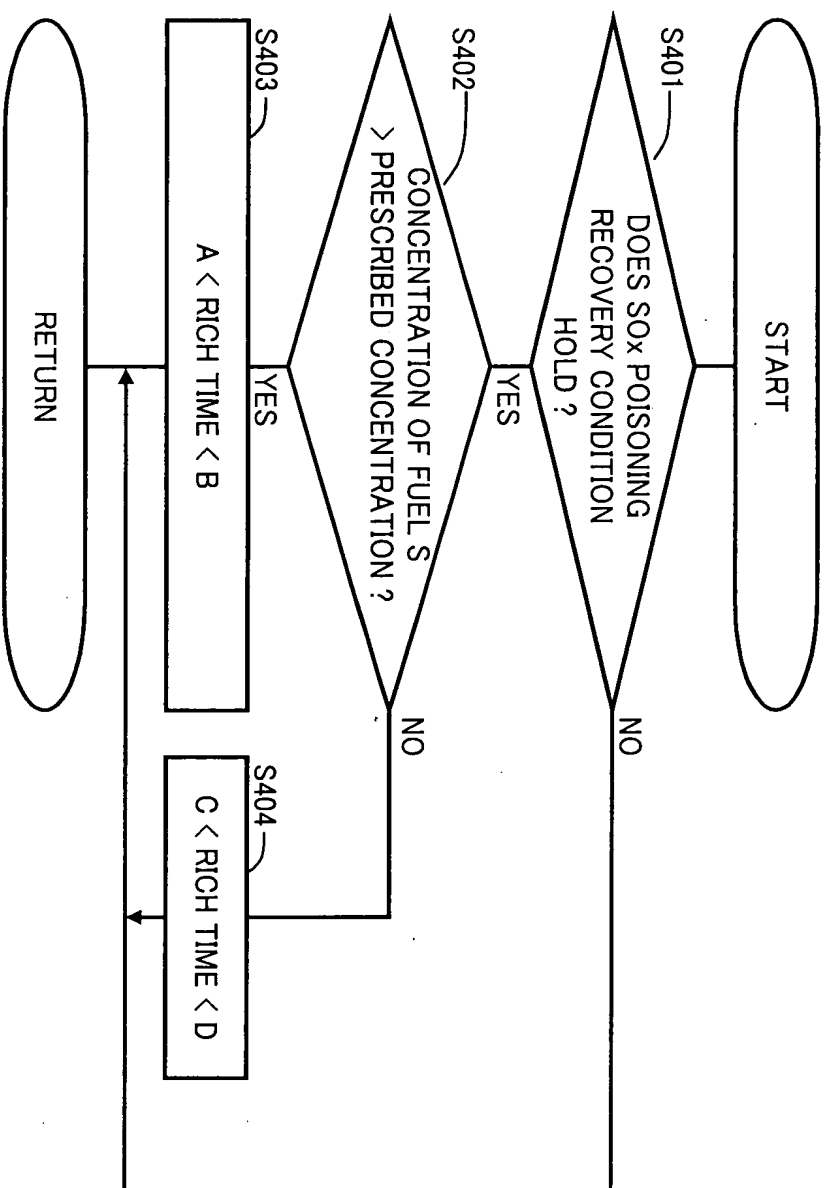 START
S401
DOES SOx POISONING
RECOVERY CONDITION
HOLD ?
NO
YES
S402
CONCENTRATION OF FUEL S
> PRESCRIBED CONCENTRATION ?
NO
YES
S403
A < RICH TIME < B
S404
C < RICH TIME < D
RETURN